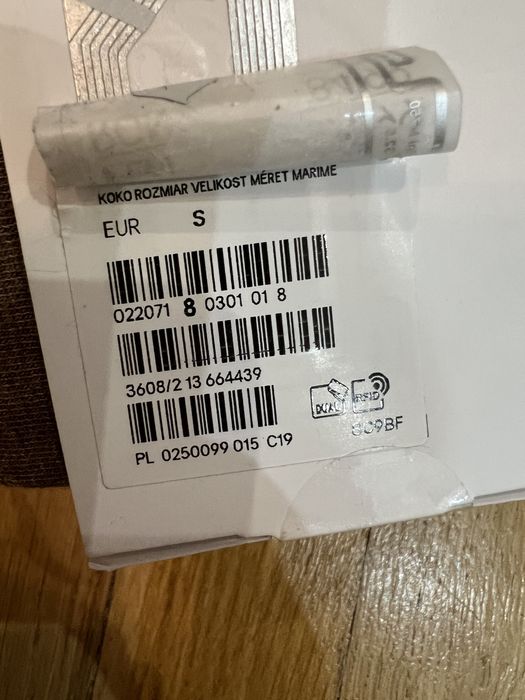 KOKO ROZMIAR VELIKOST MÉRET MARIME
EUR S
022071 8 0301 01 8
3608/2 13 664439
DUAL RFID
PL 0250099 015 C19